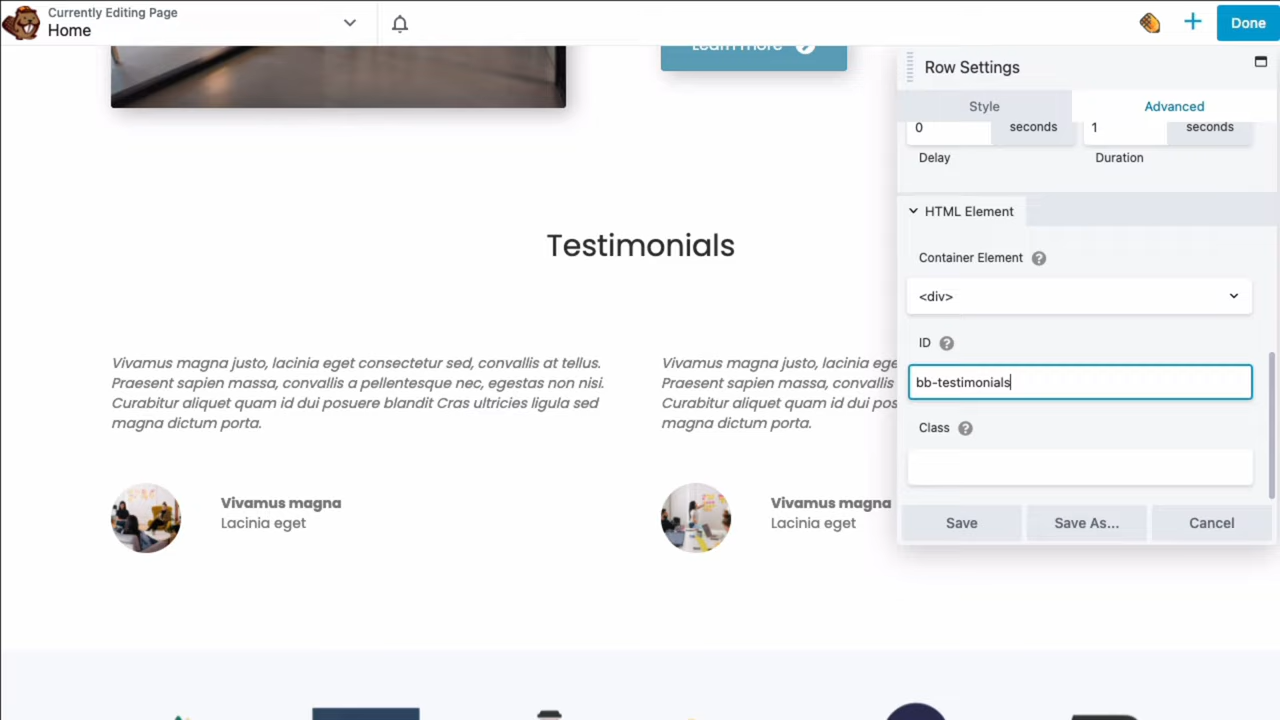 Currently Editing Page
Home
Done
Learn more
Row Settings
Style
Advanced
0
seconds
1
seconds
Delay
Duration
HTML Element
Container Element
<div>
ID
bb-testimonials
Class
Save
Save As...
Cancel
Testimonials
Vivamus magna justo, lacinia eget consectetur sed, convallis at tellus.
Praesent sapien massa, convallis a pellentesque nec, egestas non nisi.
Curabitur aliquet quam id dui posuere blandit Cras ultricies ligula sed
magna dictum porta.
Vivamus magna
Lacinia eget
Vivamus magna justo, lacinia ege
Praesent sapien massa, convallis
Curabitur aliquet quam id dui pos
magna dictum porta.
Vivamus magna
Lacinia eget